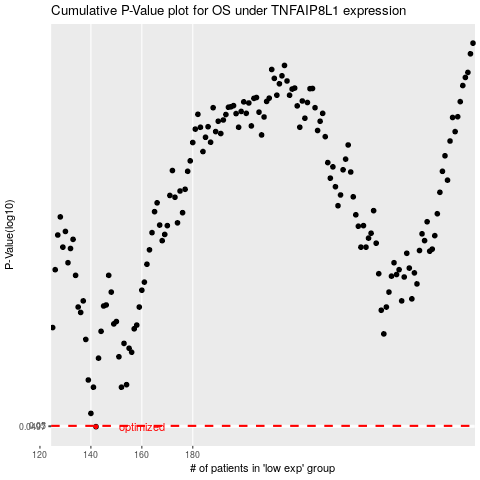 Cumulative P-Value plot for OS under TNFAIP8L1 expression
P-Value(log10)
optimized
120 140 160 180
# of patients in 'low exp' group